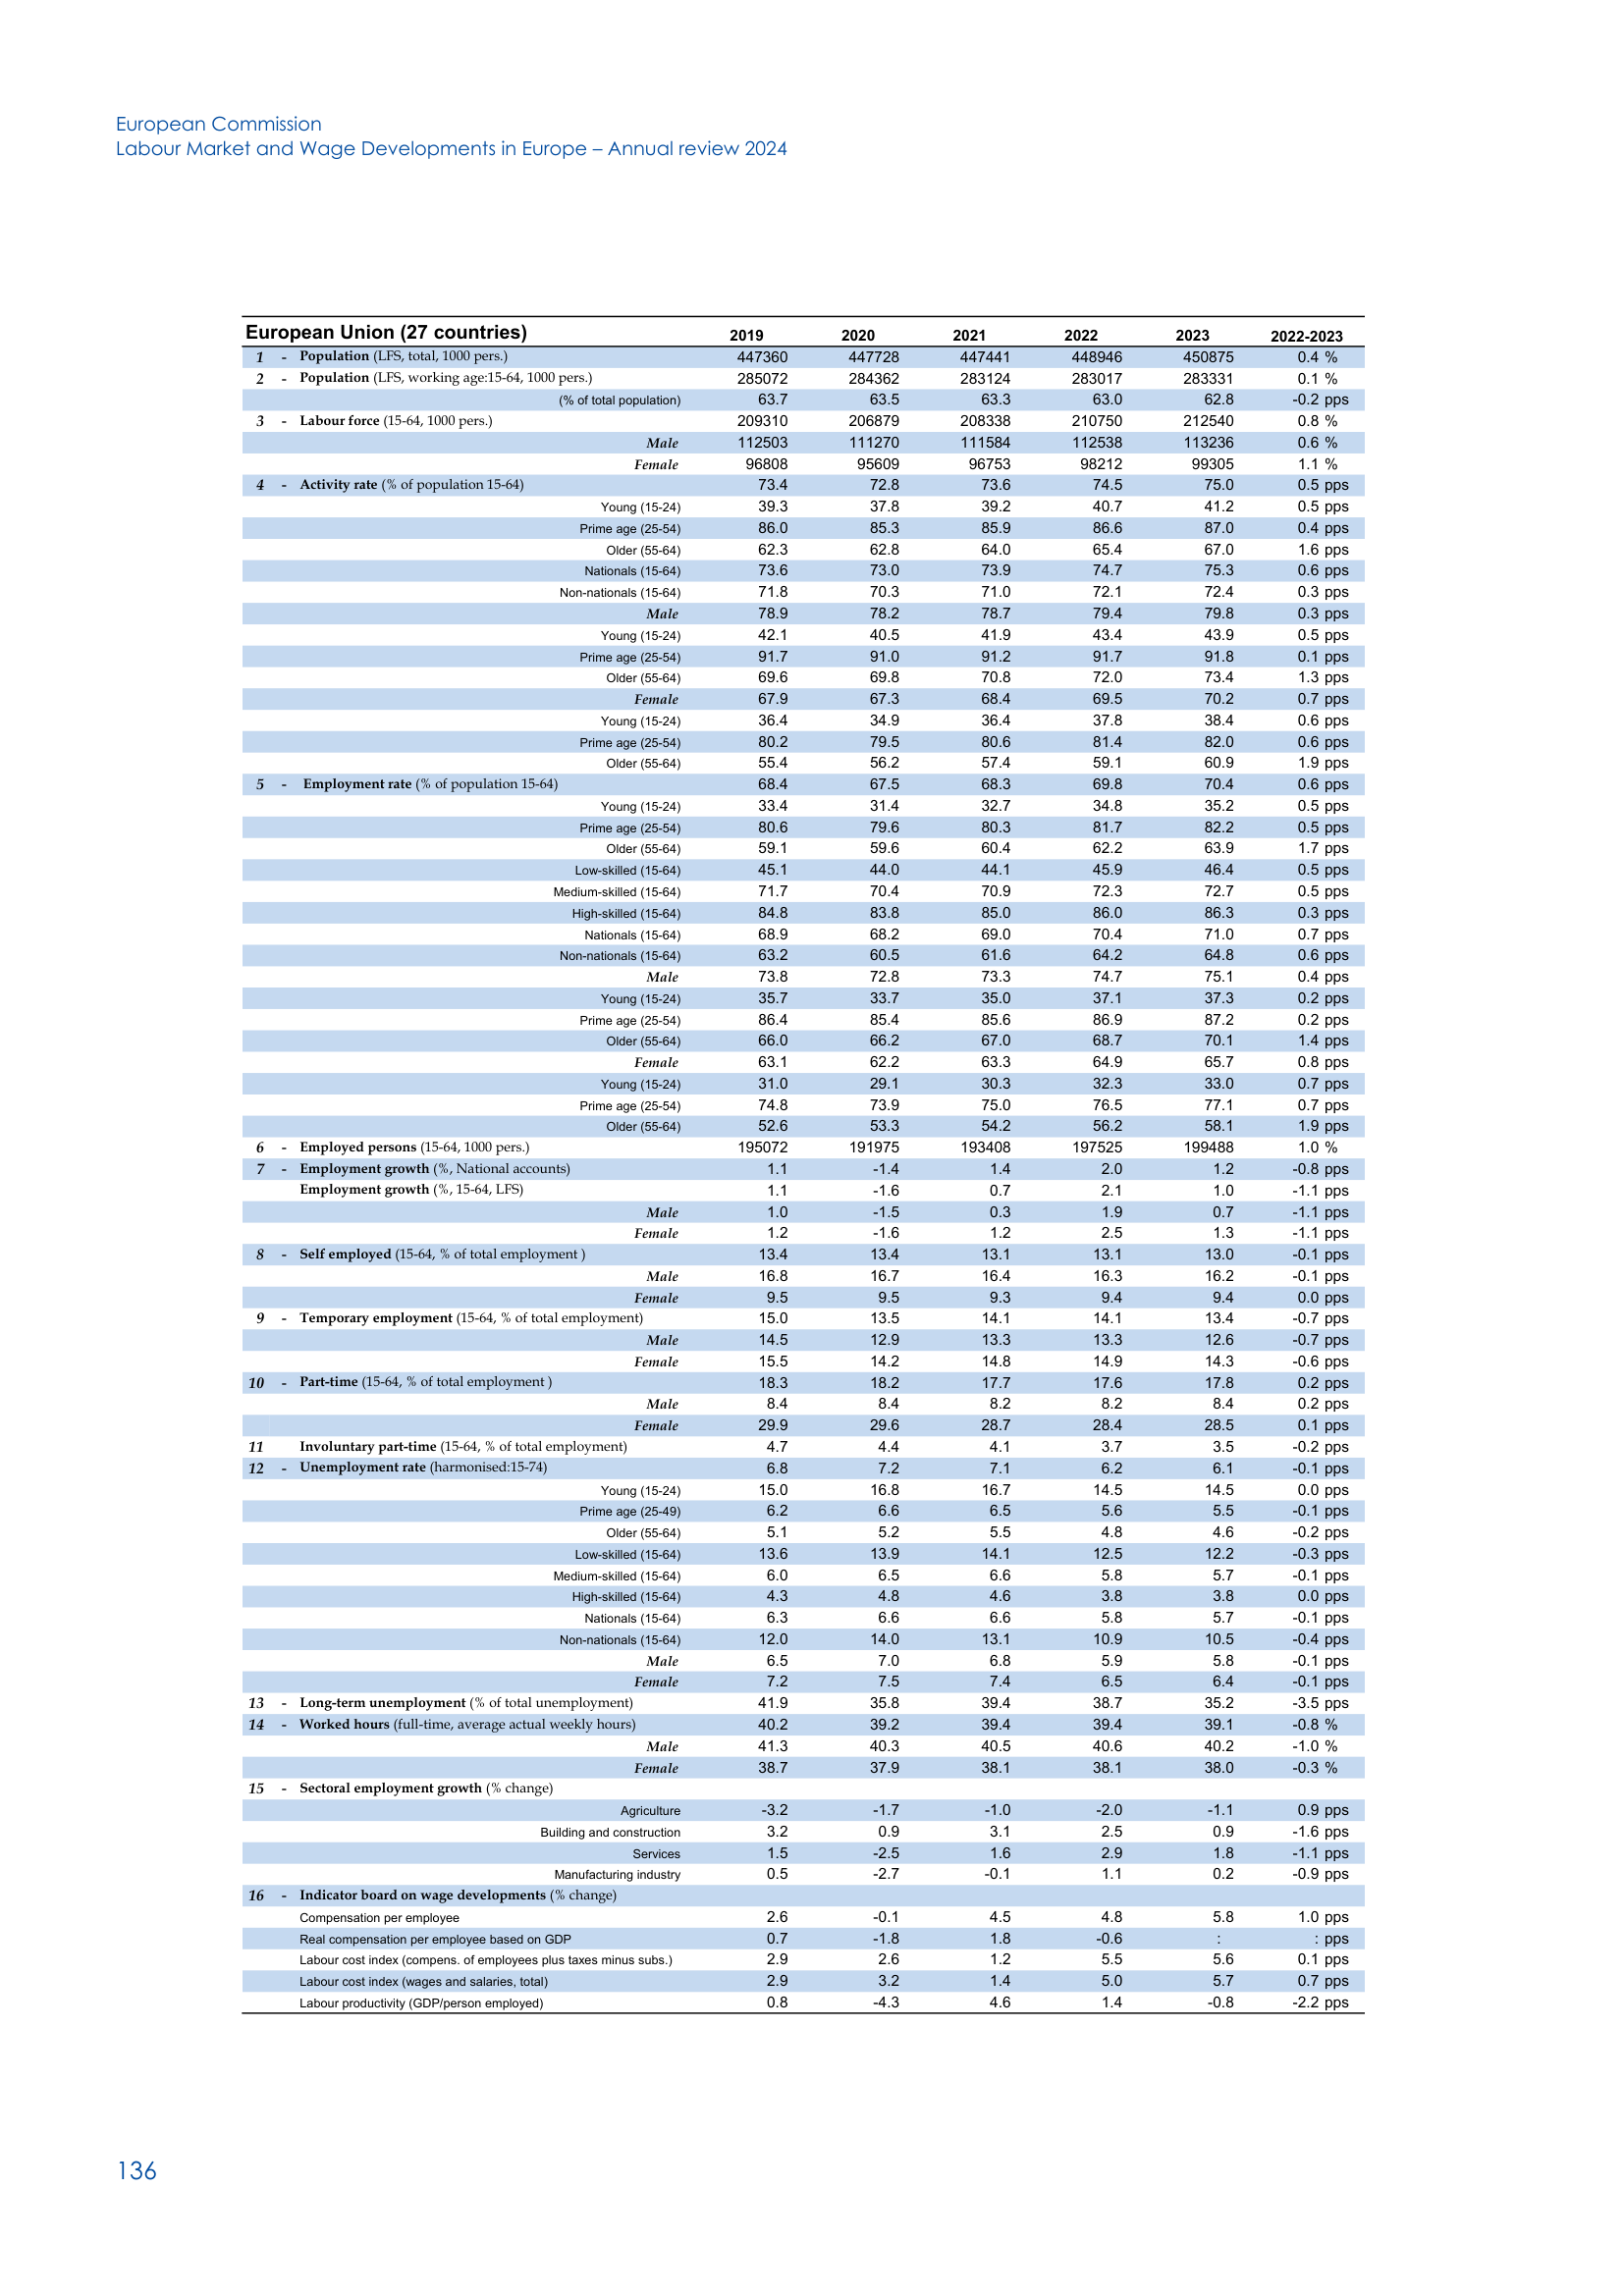 European Commission
Labour Market and Wage Developments in Europe – Annual review 2024
European Union (27 countries) 2019 2020 2021 2022 2023 2022-2023
1 - Population (LFS, total, 1000 pers.) 447360 447728 447441 448946 450875 0.4 %
2 - Population (LFS, working age:15-64, 1000 pers.) 285072 284362 283124 283017 283331 0.1 %
(% of total population) 63.7 63.5 63.3 63.0 62.8 -0.2 pps
3 - Labour force (15-64, 1000 pers.) 209310 206879 208338 210750 212540 0.8 %
Male 112503 111270 111584 112538 113236 0.6 %
Female 96808 95609 96753 98212 99305 1.1 %
4 - Activity rate (% of population 15-64) 73.4 72.8 73.6 74.5 75.0 0.5 pps
Young (15-24) 39.3 37.8 39.2 40.7 41.2 0.5 pps
Prime age (25-54) 86.0 85.3 85.9 86.6 87.0 0.4 pps
Older (55-64) 62.3 62.8 64.0 65.4 67.0 1.6 pps
Nationals (15-64) 73.6 73.0 73.9 74.7 75.3 0.6 pps
Non-nationals (15-64) 71.8 70.3 71.0 72.1 72.4 0.3 pps
Male 78.9 78.2 78.7 79.4 79.8 0.3 pps
Young (15-24) 42.1 40.5 41.9 43.4 43.9 0.5 pps
Prime age (25-54) 91.7 91.0 91.2 91.7 91.8 0.1 pps
Older (55-64) 69.6 69.8 70.8 72.0 73.4 1.3 pps
Female 67.9 67.3 68.4 69.5 70.2 0.7 pps
Young (15-24) 36.4 34.9 36.4 37.8 38.4 0.6 pps
Prime age (25-54) 80.2 79.5 80.6 81.4 82.0 0.6 pps
Older (55-64) 55.4 56.2 57.4 59.1 60.9 1.9 pps
5 - Employment rate (% of population 15-64) 68.4 67.5 68.3 69.8 70.4 0.6 pps
Young (15-24) 33.4 31.4 32.7 34.8 35.2 0.5 pps
Prime age (25-54) 80.6 79.6 80.3 81.7 82.2 0.5 pps
Older (55-64) 59.1 59.6 60.4 62.2 63.9 1.7 pps
Low-skilled (15-64) 45.1 44.0 44.1 45.9 46.4 0.5 pps
Medium-skilled (15-64) 71.7 70.4 70.9 72.3 72.7 0.5 pps
High-skilled (15-64) 84.8 83.8 85.0 86.0 86.3 0.3 pps
Nationals (15-64) 68.9 68.2 69.0 70.4 71.0 0.7 pps
Non-nationals (15-64) 63.2 60.5 61.6 64.2 64.8 0.6 pps
Male 73.8 72.8 73.3 74.7 75.1 0.4 pps
Young (15-24) 35.7 33.7 35.0 37.1 37.3 0.2 pps
Prime age (25-54) 86.4 85.4 85.6 86.9 87.2 0.2 pps
Older (55-64) 66.0 66.2 67.0 68.7 70.1 1.4 pps
Female 63.1 62.2 63.3 64.9 65.7 0.8 pps
Young (15-24) 31.0 29.1 30.3 32.3 33.0 0.7 pps
Prime age (25-54) 74.8 73.9 75.0 76.5 77.1 0.7 pps
Older (55-64) 52.6 53.3 54.2 56.2 58.1 1.9 pps
6 - Employed persons (15-64, 1000 pers.) 195072 191975 193408 197525 199488 1.0 %
7 - Employment growth (%, National accounts) 1.1 -1.4 1.4 2.0 1.2 -0.8 pps
Employment growth (%, 15-64, LFS) 1.1 -1.6 0.7 2.1 1.0 -1.1 pps
Male 1.0 -1.5 0.3 1.9 0.7 -1.1 pps
Female 1.2 -1.6 1.2 2.5 1.3 -1.1 pps
8 - Self employed (15-64, % of total employment ) 13.4 13.4 13.1 13.1 13.0 -0.1 pps
Male 16.8 16.7 16.4 16.3 16.2 -0.1 pps
Female 9.5 9.5 9.3 9.4 9.4 0.0 pps
9 - Temporary employment (15-64, % of total employment) 15.0 13.5 14.1 14.1 13.4 -0.7 pps
Male 14.5 12.9 13.3 13.3 12.6 -0.7 pps
Female 15.5 14.2 14.8 14.9 14.3 -0.6 pps
10 - Part-time (15-64, % of total employment ) 18.3 18.2 17.7 17.6 17.8 0.2 pps
Male 8.4 8.4 8.2 8.2 8.4 0.2 pps
Female 29.9 29.6 28.7 28.4 28.5 0.1 pps
11 Involuntary part-time (15-64, % of total employment) 4.7 4.4 4.1 3.7 3.5 -0.2 pps
12 - Unemployment rate (harmonised:15-74) 6.8 7.2 7.1 6.2 6.1 -0.1 pps
Young (15-24) 15.0 16.8 16.7 14.5 14.5 0.0 pps
Prime age (25-49) 6.2 6.6 6.5 5.6 5.5 -0.1 pps
Older (55-64) 5.1 5.2 5.5 4.8 4.6 -0.2 pps
Low-skilled (15-64) 13.6 13.9 14.1 12.5 12.2 -0.3 pps
Medium-skilled (15-64) 6.0 6.5 6.6 5.8 5.7 -0.1 pps
High-skilled (15-64) 4.3 4.8 4.6 3.8 3.8 0.0 pps
Nationals (15-64) 6.3 6.6 6.6 5.8 5.7 -0.1 pps
Non-nationals (15-64) 12.0 14.0 13.1 10.9 10.5 -0.4 pps
Male 6.5 7.0 6.8 5.9 5.8 -0.1 pps
Female 7.2 7.5 7.4 6.5 6.4 -0.1 pps
13 - Long-term unemployment (% of total unemployment) 41.9 35.8 39.4 38.7 35.2 -3.5 pps
14 - Worked hours (full-time, average actual weekly hours) 40.2 39.2 39.4 39.4 39.1 -0.8 %
Male 41.3 40.3 40.5 40.6 40.2 -1.0 %
Female 38.7 37.9 38.1 38.1 38.0 -0.3 %
15 - Sectoral employment growth (% change)
Agriculture -3.2 -1.7 -1.0 -2.0 -1.1 0.9 pps
Building and construction 3.2 0.9 3.1 2.5 0.9 -1.6 pps
Services 1.5 -2.5 1.6 2.9 1.8 -1.1 pps
Manufacturing industry 0.5 -2.7 -0.1 1.1 0.2 -0.9 pps
16 - Indicator board on wage developments (% change)
Compensation per employee 2.6 -0.1 4.5 4.8 5.8 1.0 pps
Real compensation per employee based on GDP 0.7 -1.8 1.8 -0.6 : : pps
Labour cost index (compens. of employees plus taxes minus subs.) 2.9 2.6 1.2 5.5 5.6 0.1 pps
Labour cost index (wages and salaries, total) 2.9 3.2 1.4 5.0 5.7 0.7 pps
Labour productivity (GDP/person employed) 0.8 -4.3 4.6 1.4 -0.8 -2.2 pps
136